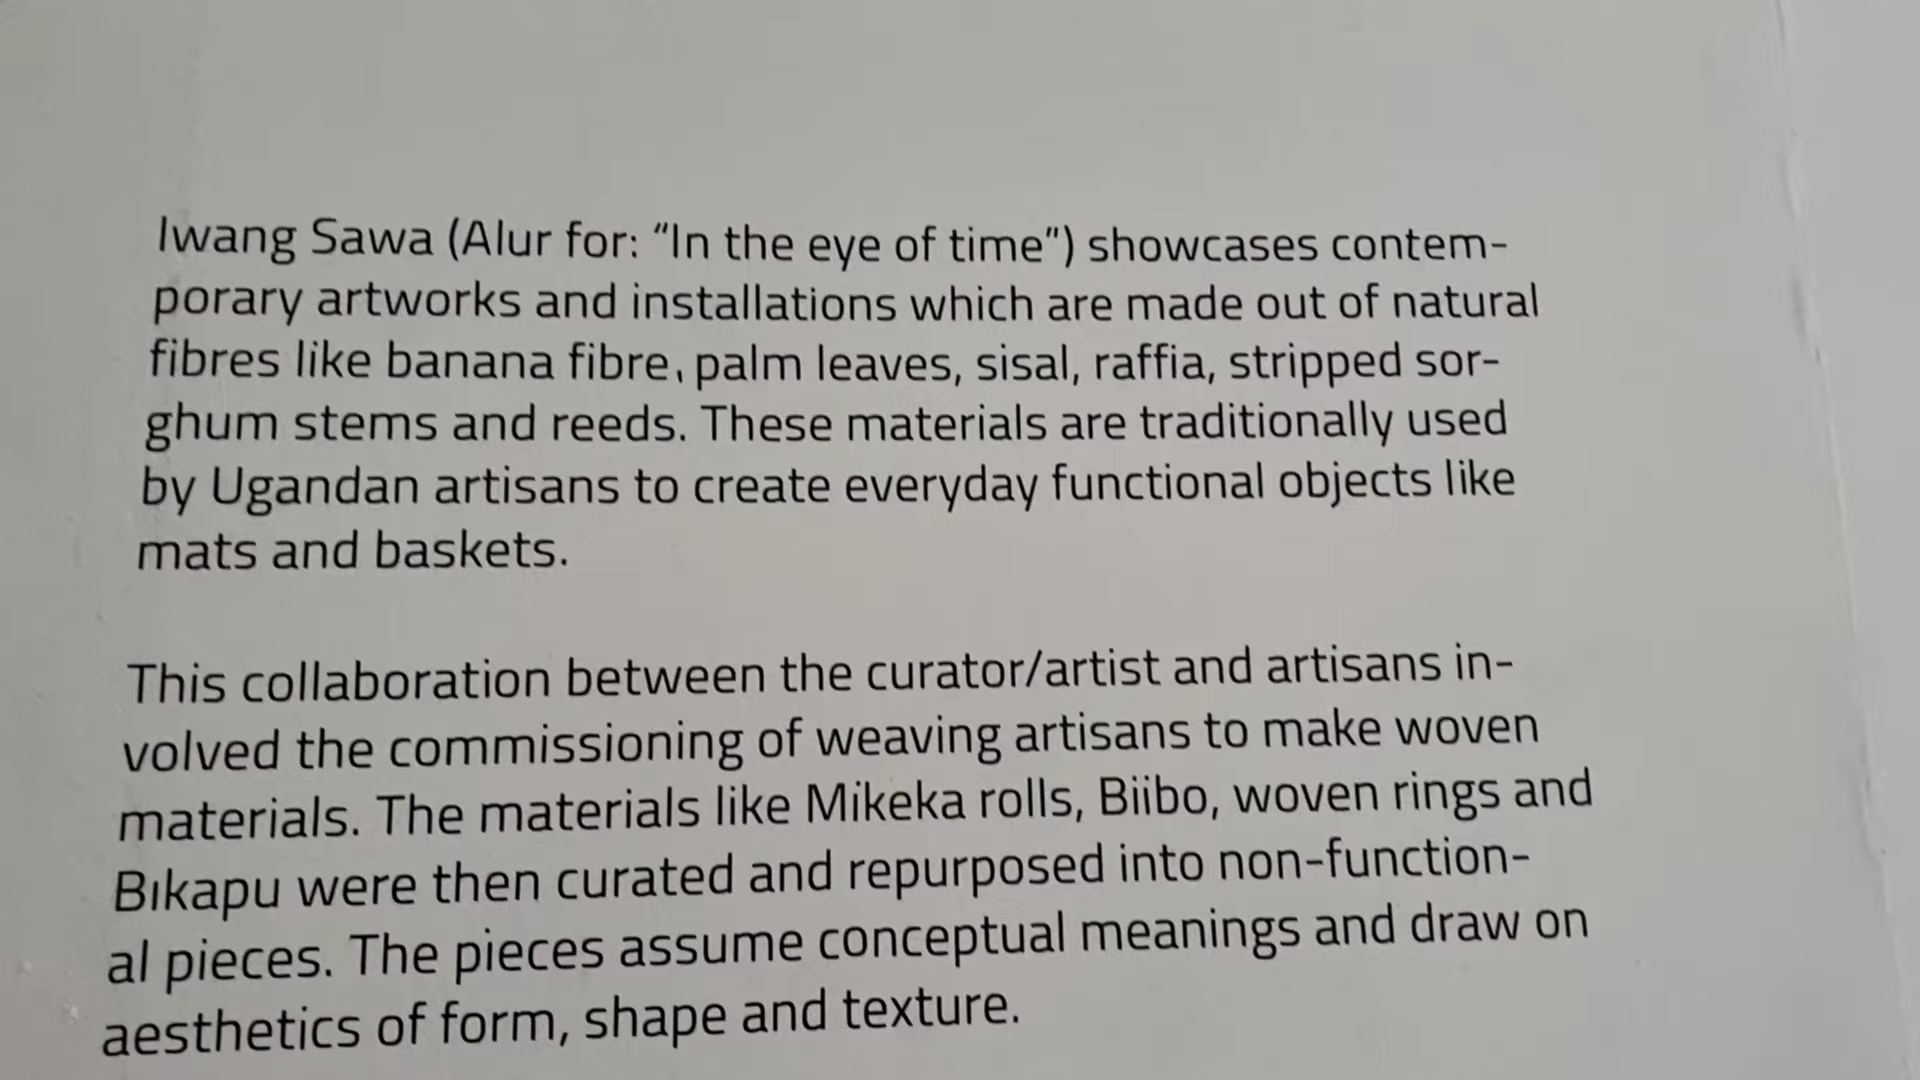 Iwang Sawa (Alur for: “In the eye of time”) showcases contem-
porary artworks and installations which are made out of natural
fibres like banana fibre, palm leaves, sisal, raffia, stripped sor-
ghum stems and reeds. These materials are traditionally used
by Ugandan artisans to create everyday functional objects like
mats and baskets.
This collaboration between the curator/artist and artisans in-
volved the commissioning of weaving artisans to make woven
materials. The materials like Mikeka rolls, Biibo, woven rings and
Bikapu were then curated and repurposed into non-function-
al pieces. The pieces assume conceptual meanings and draw on
aesthetics of form, shape and texture.